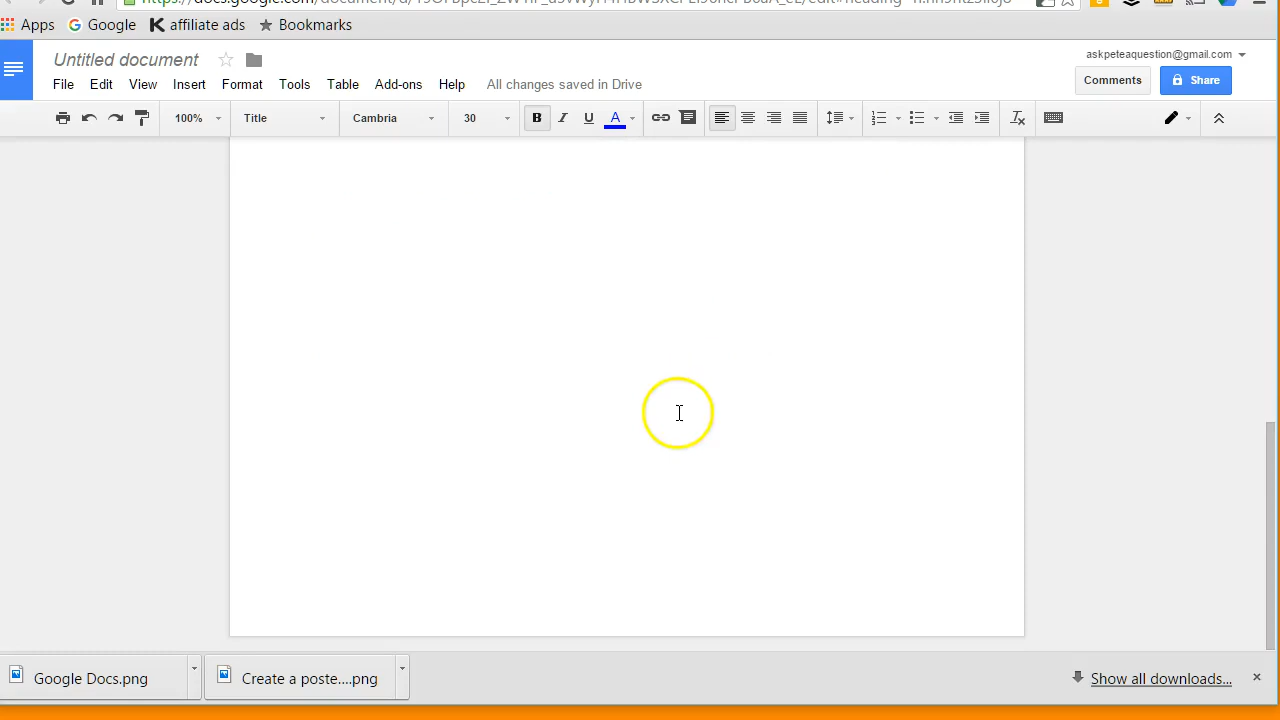 Apps Google affiliate ads Bookmarks
Untitled document
askpeteaquestion@gmail.com
File Edit View Insert Format Tools Table Add-ons Help All changes saved in Drive
Comments Share
100% Title Cambria 30 B I U A
Google Docs.png Create a poste....png Show all downloads...